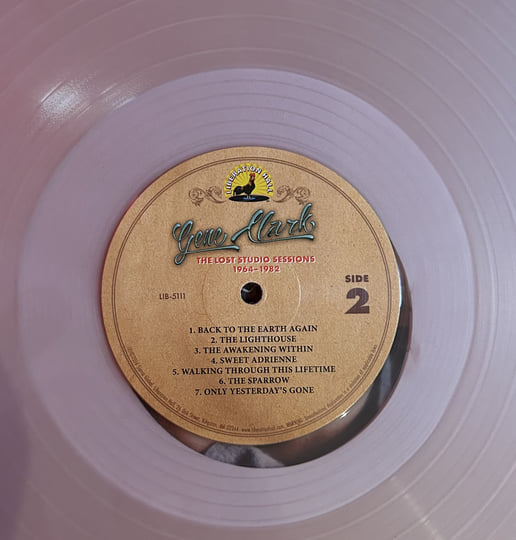 LIBERATION HALL
Gene Clark
THE LOST STUDIO SESSIONS
1964–1982
LIB-5111
SIDE
2
1. BACK TO THE EARTH AGAIN
2. THE LIGHTHOUSE
3. THE AWAKENING WITHIN
4. SWEET ADRIENNE
5. WALKING THROUGH THIS LIFETIME
6. THE SPARROW
7. ONLY YESTERDAY'S GONE